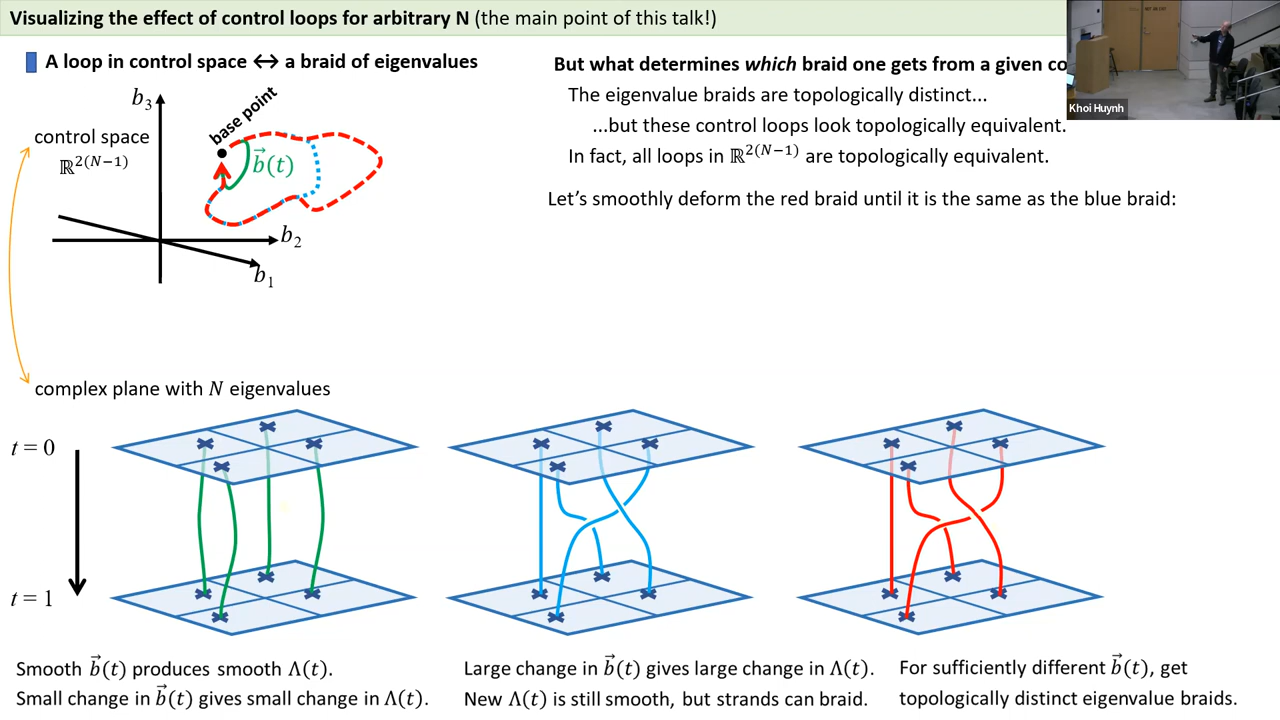 Visualizing the effect of control loops for arbitrary N (the main point of this talk!)
A loop in control space ↔ a braid of eigenvalues
b₃
base point
control space
ℝ²⁽ᴺ⁻¹⁾
b⃗(t)
b₂
b₁
But what determines which braid one gets from a given co
The eigenvalue braids are topologically distinct...
...but these control loops look topologically equivalent.
In fact, all loops in ℝ²⁽ᴺ⁻¹⁾ are topologically equivalent.
Let's smoothly deform the red braid until it is the same as the blue braid:
Khoi Huynh
complex plane with N eigenvalues
t = 0
t = 1
Smooth b⃗(t) produces smooth Λ(t).
Small change in b⃗(t) gives small change in Λ(t).
Large change in b⃗(t) gives large change in Λ(t).
New Λ(t) is still smooth, but strands can braid.
For sufficiently different b⃗(t), get
topologically distinct eigenvalue braids.